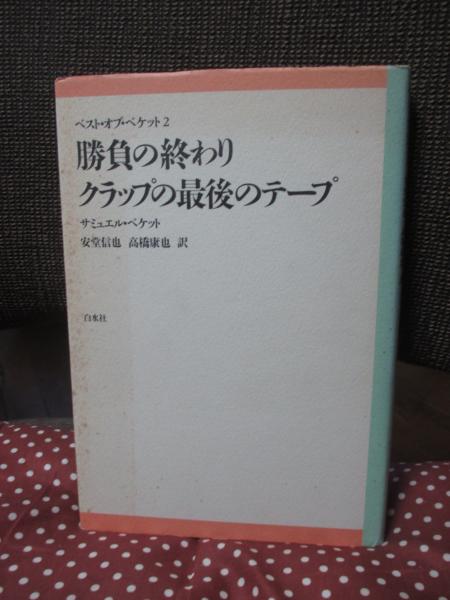 ベスト・オブ・ベケット2
勝負の終わり
クラップの最後のテープ
サミュエル・ベケット
安堂信也 高橋康也 訳
白水社